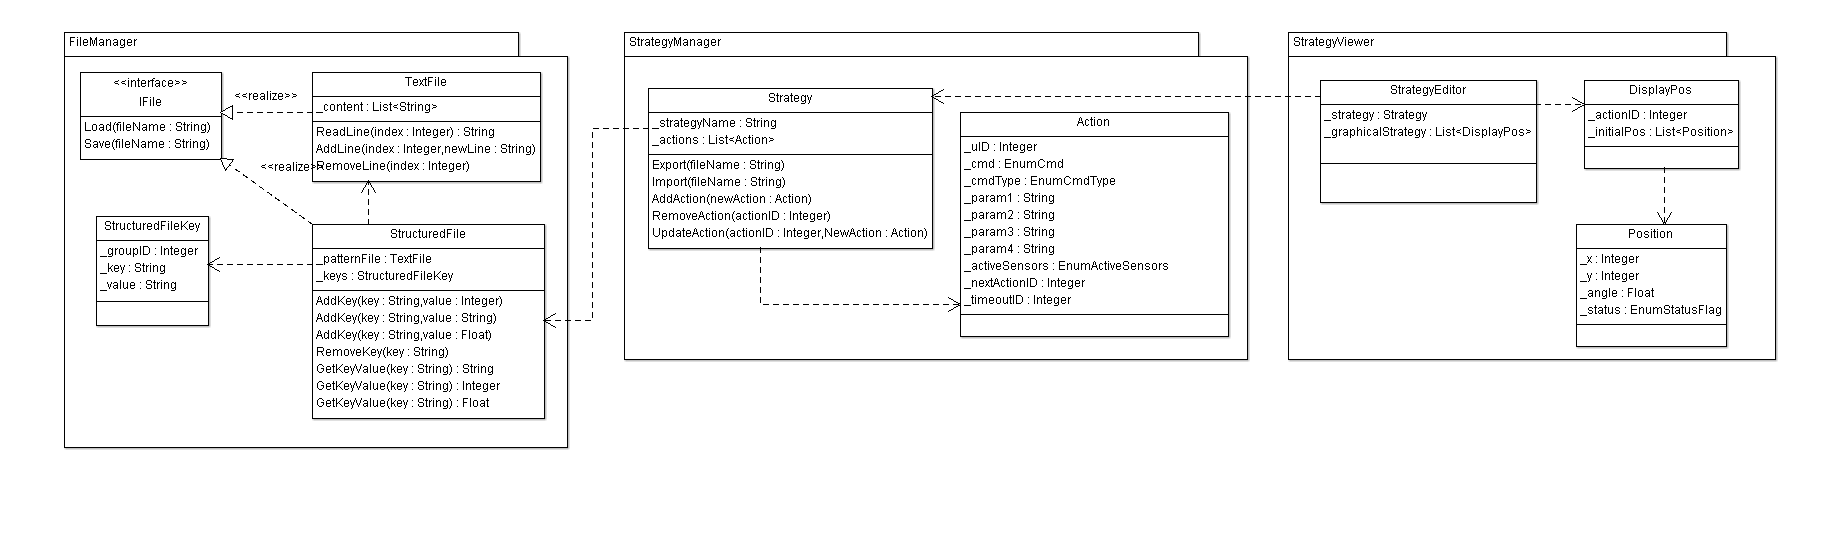 FileManager
<<interface>>
IFile
Load(fileName : String)
Save(fileName : String)
<<realize>>
TextFile
_content : List<String>
ReadLine(index : Integer) : String
AddLine(index : Integer,newLine : String)
RemoveLine(index : Integer)
<<realize>>
StructuredFileKey
_groupID : Integer
_key : String
_value : String
StructuredFile
_patternFile : TextFile
_keys : StructuredFileKey
AddKey(key : String,value : Integer)
AddKey(key : String,value : String)
AddKey(key : String,value : Float)
RemoveKey(key : String)
GetKeyValue(key : String) : String
GetKeyValue(key : String) : Integer
GetKeyValue(key : String) : Float
StrategyManager
Strategy
_strategyName : String
_actions : List<Action>
Export(fileName : String)
Import(fileName : String)
AddAction(newAction : Action)
RemoveAction(actionID : Integer)
UpdateAction(actionID : Integer,NewAction : Action)
Action
_uID : Integer
_cmd : EnumCmd
_cmdType : EnumCmdType
_param1 : String
_param2 : String
_param3 : String
_param4 : String
_activeSensors : EnumActiveSensors
_nextActionID : Integer
_timeoutID : Integer
StrategyViewer
StrategyEditor
_strategy : Strategy
_graphicalStrategy : List<DisplayPos>
DisplayPos
_actionID : Integer
_initialPos : List<Position>
Position
_x : Integer
_y : Integer
_angle : Float
_status : EnumStatusFlag